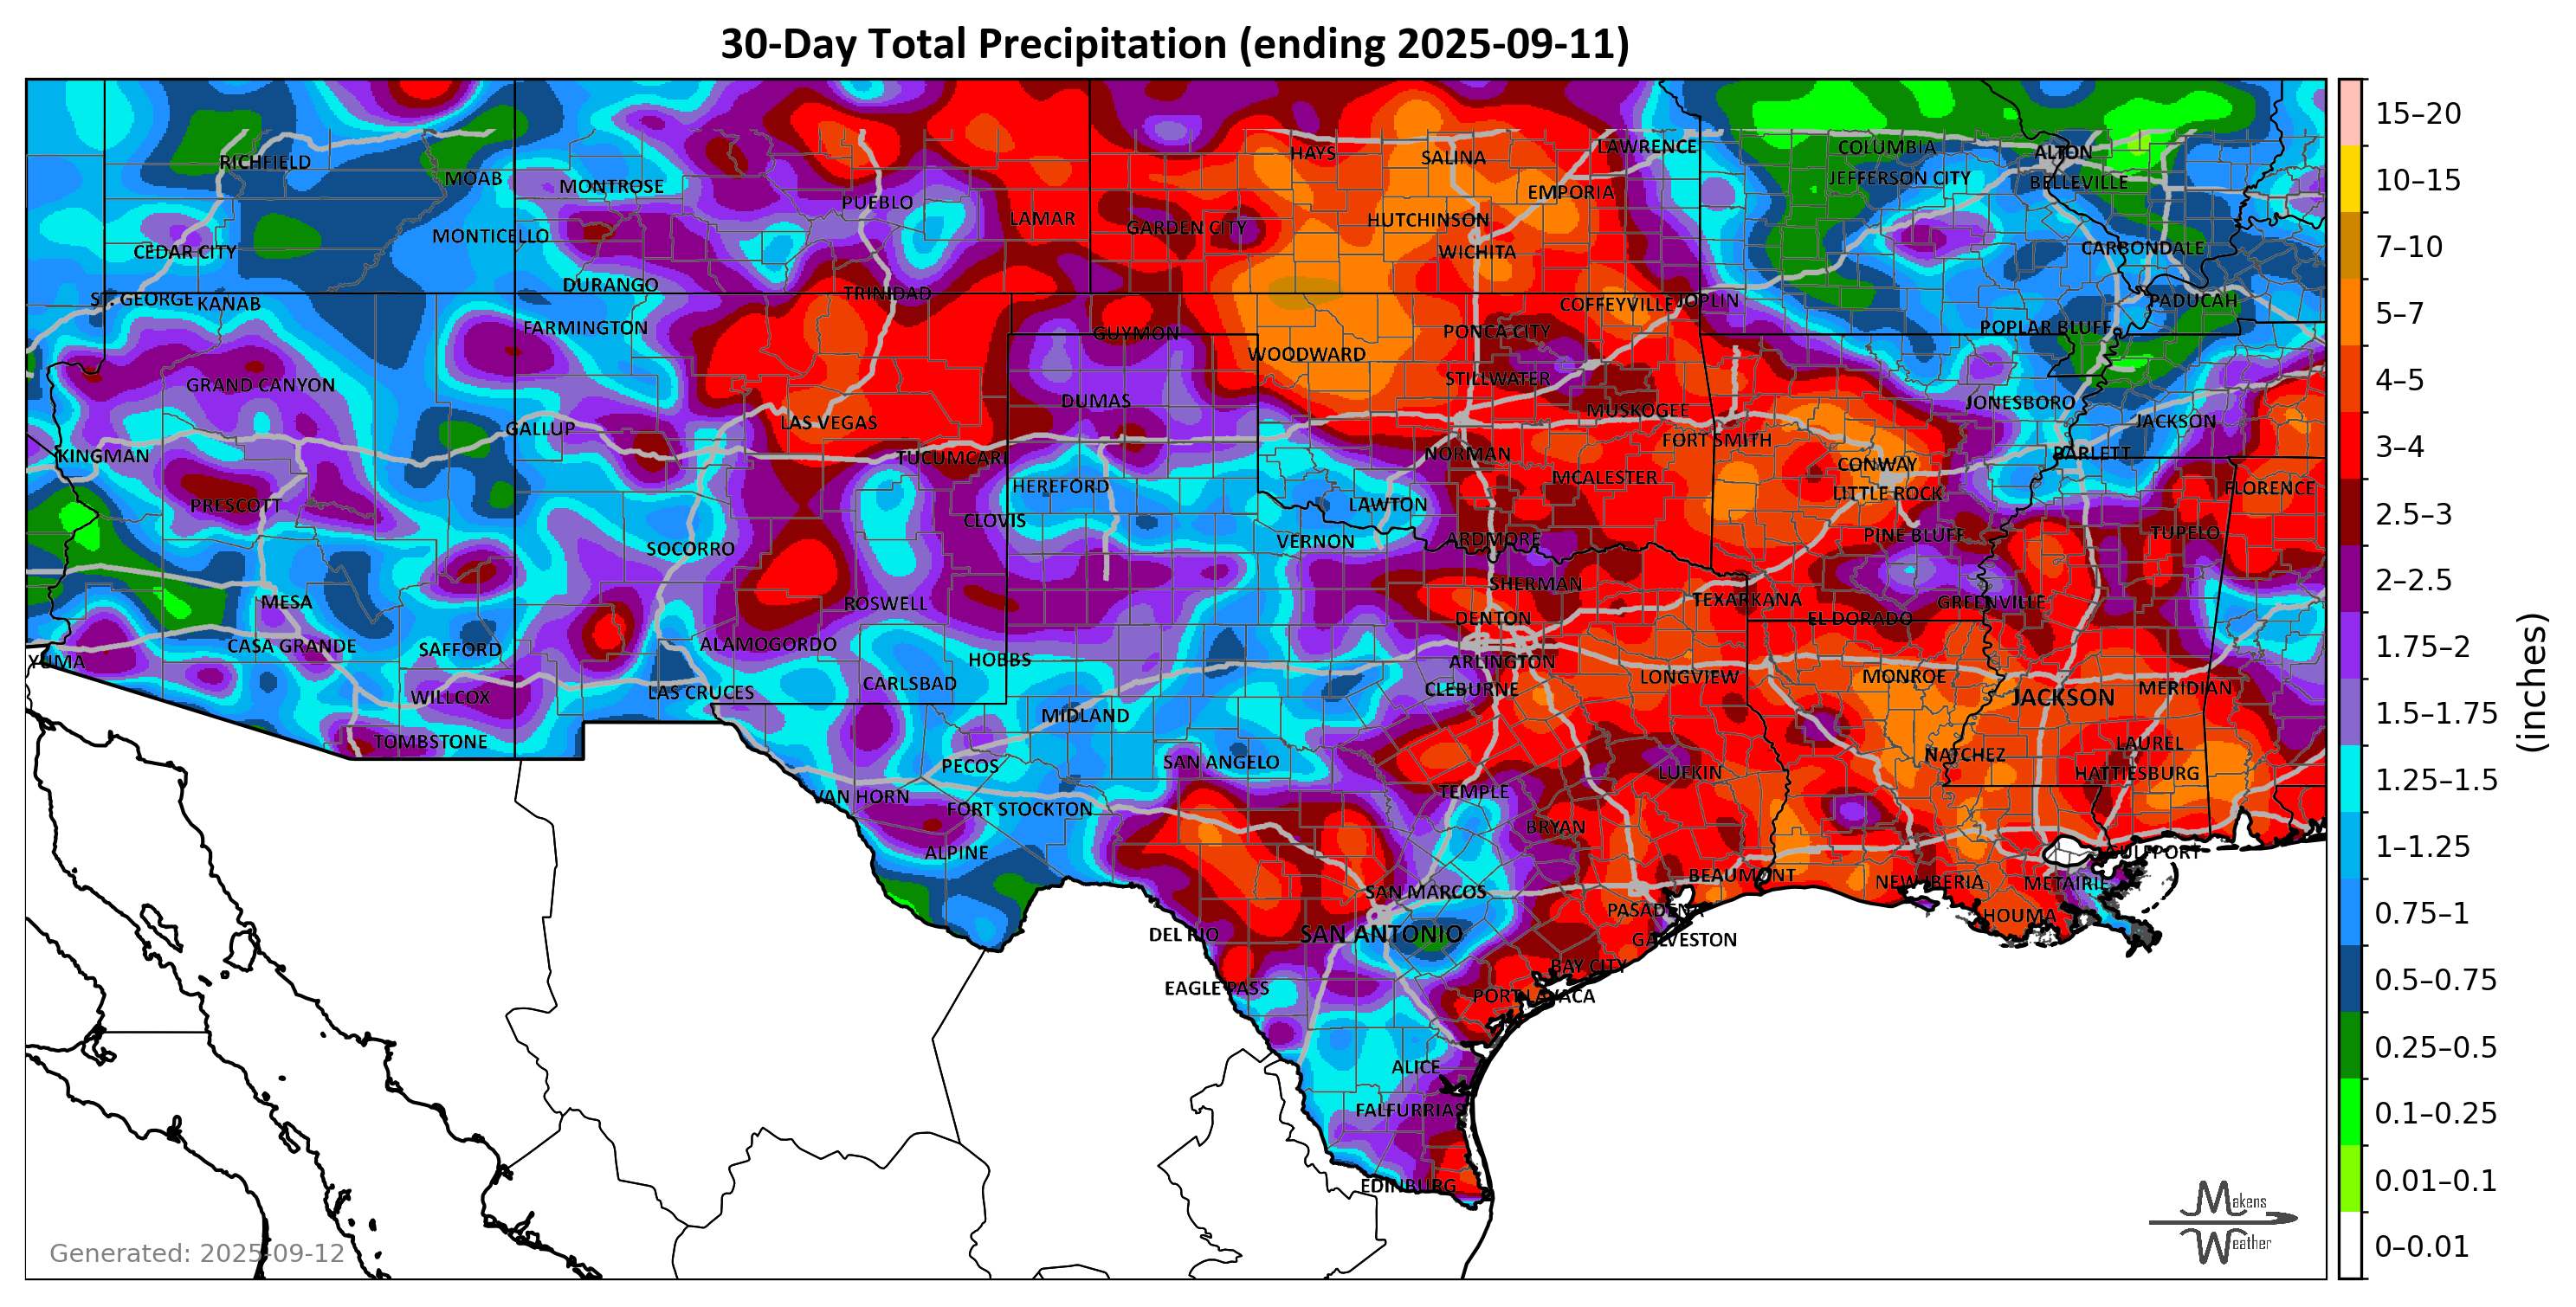 30-Day Total Precipitation (ending 2025-09-11)
RICHFIELD
MOAB
MONTROSE
PUEBLO
LAMAR
HAYS
SALINA
LAWRENCE
COLUMBIA
ALTON
JEFFERSON CITY
BELLEVILLE
EMPORIA
GARDEN CITY
HUTCHINSON
WICHITA
CEDAR CITY
MONTICELLO
CARBONDALE
DURANGO
TRINIDAD
ST. GEORGE
KANAB
COFFEYVILLE
JOPLIN
PADUCAH
FARMINGTON
GUYMON
PONCA CITY
POPLAR BLUFF
WOODWARD
STILLWATER
GRAND CANYON
DUMAS
MUSKOGEE
JONESBORO
JACKSON
LAS VEGAS
GALLUP
KINGMAN
TUCUMCARI
NORMAN
FORT SMITH
BARLETT
CONWAY
HEREFORD
MCALESTER
LITTLE ROCK
FLORENCE
PRESCOTT
CLOVIS
LAWTON
PINE BLUFF
TUPELO
SOCORRO
VERNON
ARDMORE
SHERMAN
MESA
ROSWELL
DENTON
TEXARKANA
EL DORADO
GREENVILLE
CASA GRANDE
SAFFORD
ALAMOGORDO
HOBBS
ARLINGTON
YUMA
WILLCOX
LAS CRUCES
CARLSBAD
CLEBURNE
LONGVIEW
MONROE
JACKSON
MERIDIAN
TOMBSTONE
MIDLAND
PECOS
SAN ANGELO
LUFKIN
NATCHEZ
LAUREL
HATTIESBURG
VAN HORN
FORT STOCKTON
TEMPLE
BRYAN
ALPINE
GULFPORT
SAN MARCOS
BEAUMONT
NEW IBERIA
METAIRIE
PASADENA
HOUMA
DEL RIO
SAN ANTONIO
GALVESTON
BAY CITY
EAGLE PASS
PORT LAVACA
ALICE
FALFURRIAS
EDINBURG
15–20
10–15
7–10
5–7
4–5
3–4
2.5–3
2–2.5
1.75–2
1.5–1.75
1.25–1.5
1–1.25
0.75–1
0.5–0.75
0.25–0.5
0.1–0.25
0.01–0.1
0–0.01
(inches)
Makens
Weather
Generated: 2025-09-12